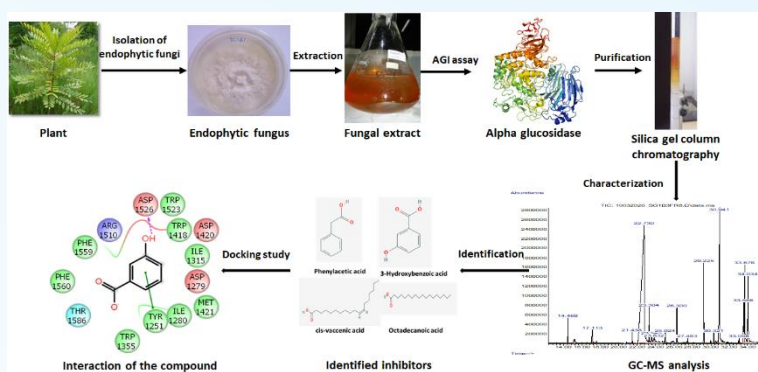 Isolation of
endophytic fungi
Extraction
AGI assay
Purification
Plant
Endophytic fungus
Fungal extract
Alpha glucosidase
Silica gel column
chromatography
Characterization
ASP
1526
TRP
1523
ARG
1510
TRP
1418
ASP
1420
OH
PHE
1559
ILE
1315
PHE
1560
ASP
1279
THR
1586
TYR
1251
ILE
1280
MET
1421
TRP
1355
Docking study
Phenylacetic acid
3-Hydroxybenzoic acid
cis-vaccenic acid
Octadecanoic acid
Identification
Interaction of the compound
Identified inhibitors
GC-MS analysis